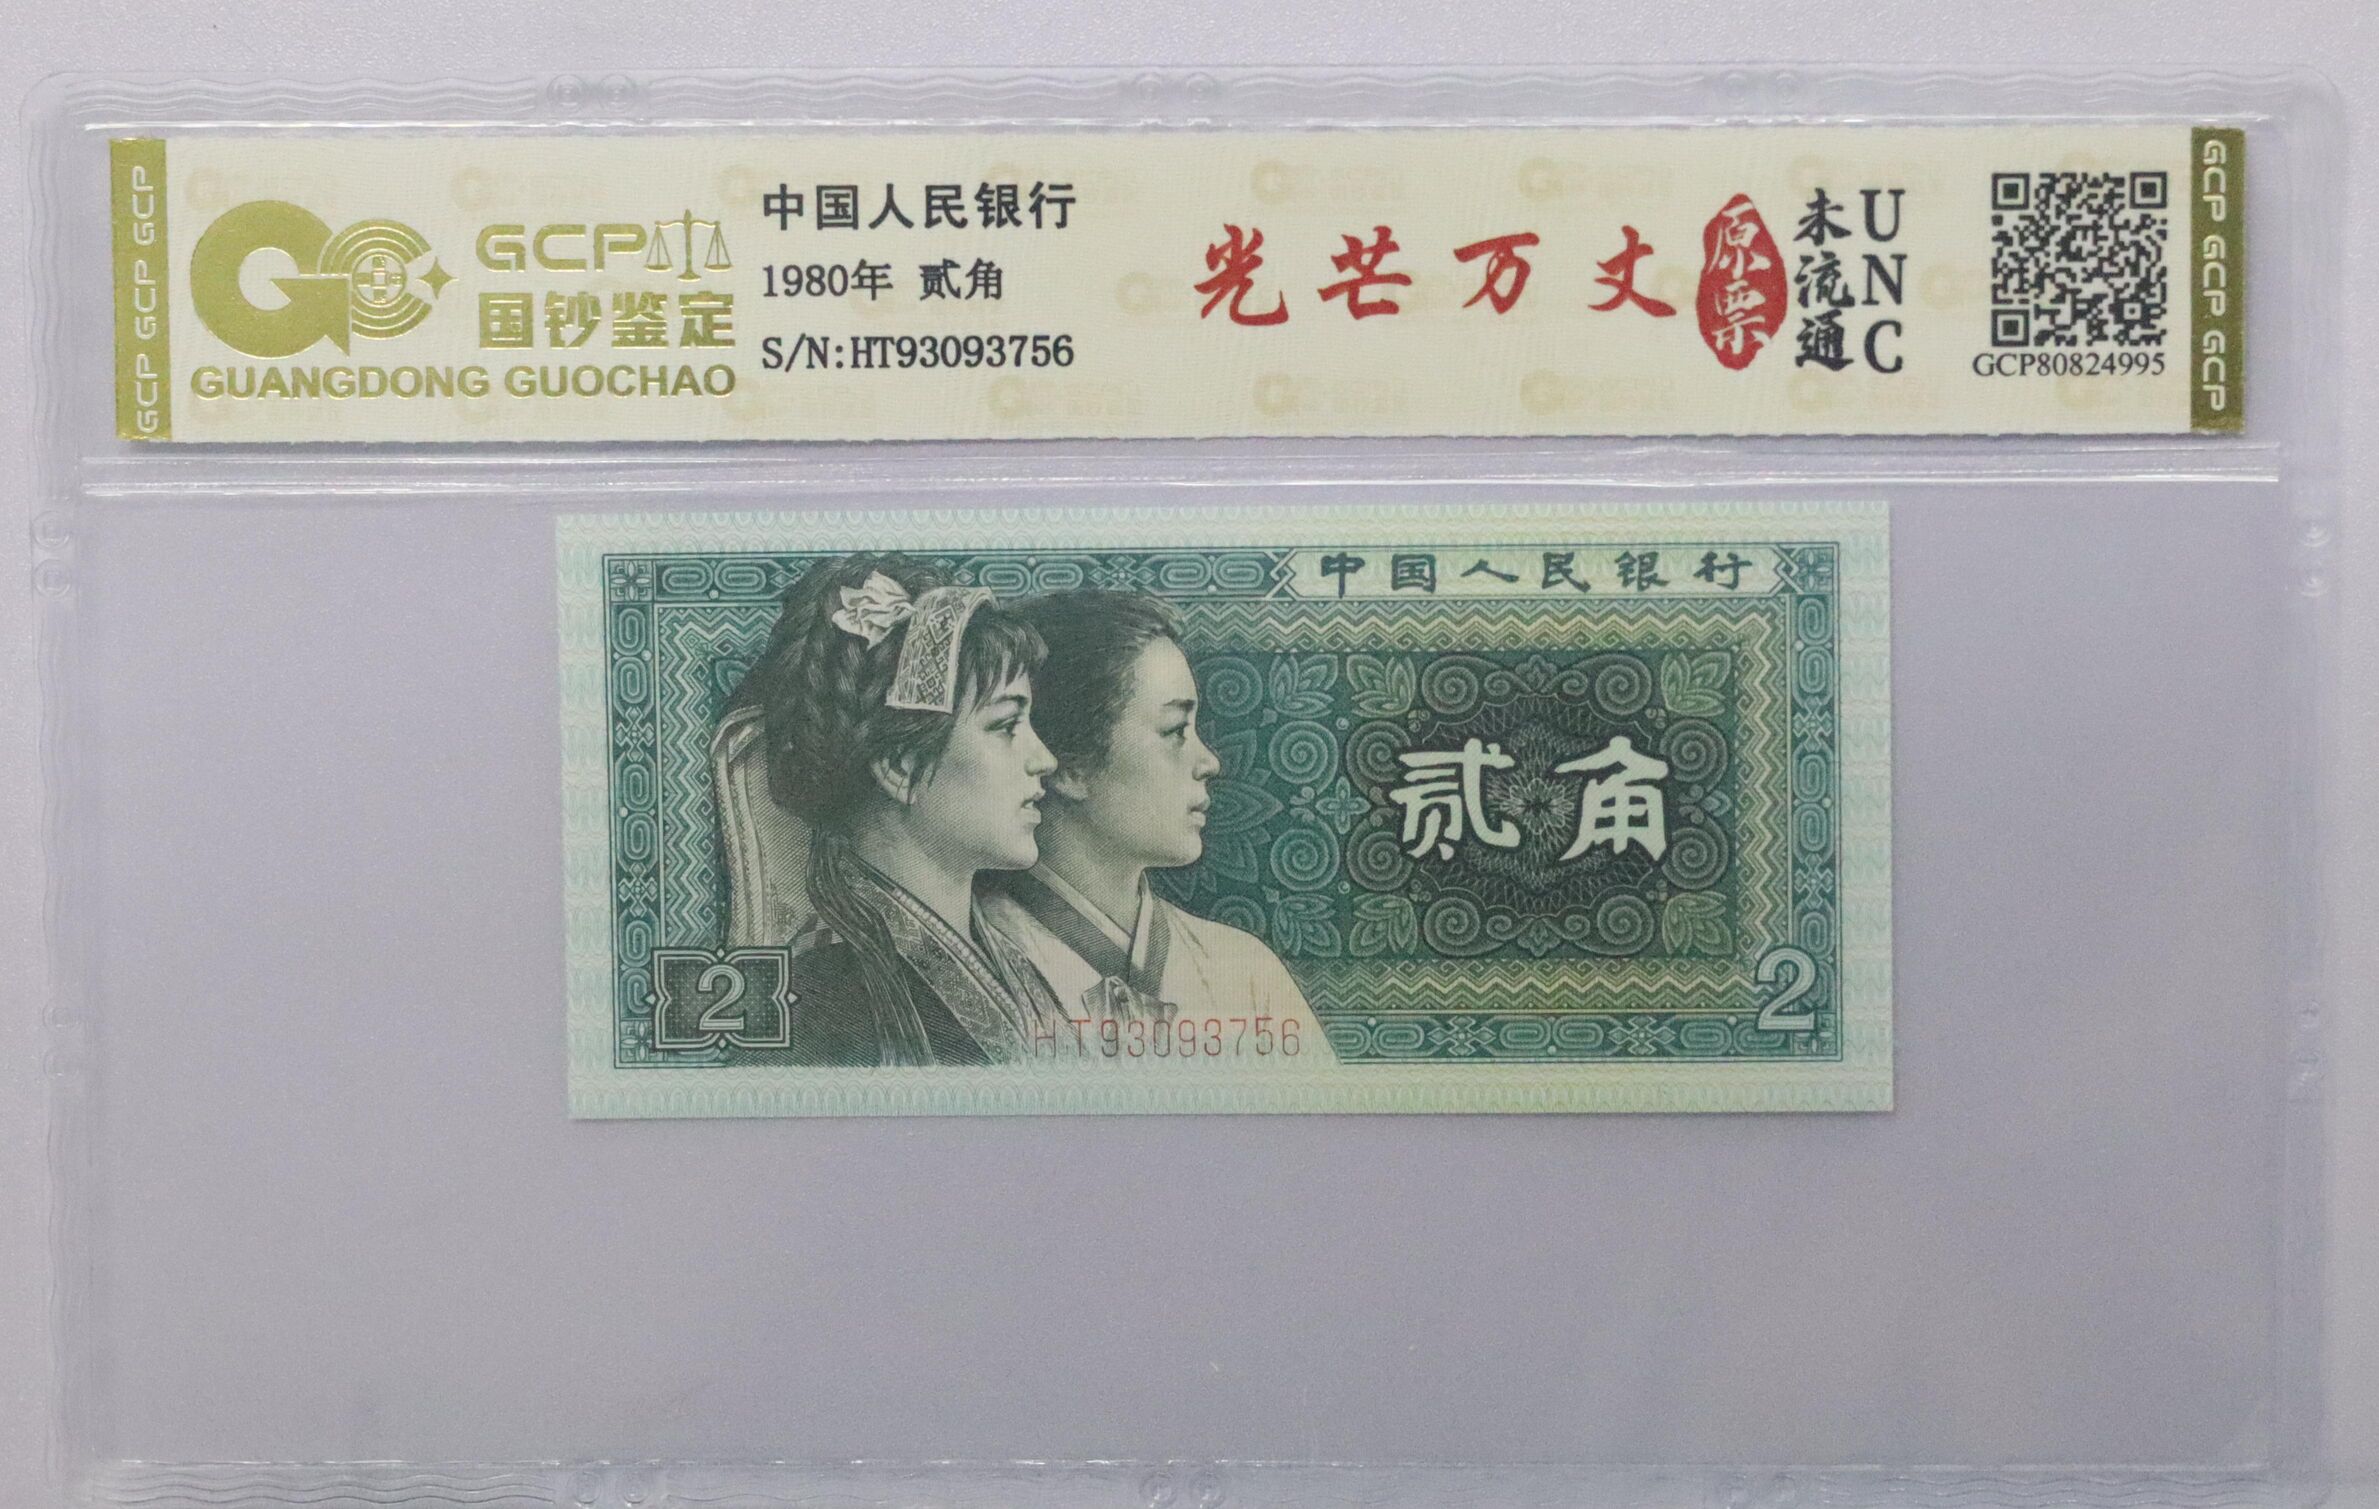 GCP GCP GCP
GCP
国钞鉴定
GUANGDONG GUOCHAO
中国人民银行
1980年 贰角
S/N:HT93093756
光芒万丈
原票
未流通
UNC
GCP80824995
GCP GCP GCP
中国人民银行
贰角
2
2
HT93093756